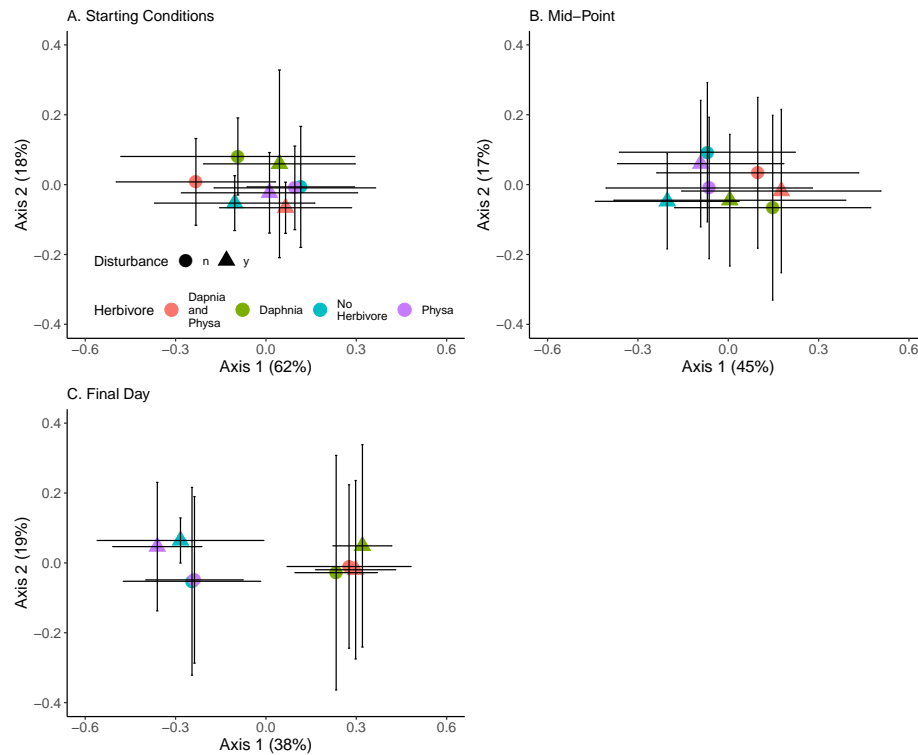 A. Starting Conditions
0.4
0.2
0.0
−0.2
−0.4
Axis 2 (18%)
Disturbance n y
Herbivore Dapnia and Physa Daphnia No Herbivore Physa
−0.6 −0.3 0.0 0.3 0.6
Axis 1 (62%)
B. Mid−Point
0.4
0.2
0.0
−0.2
−0.4
Axis 2 (17%)
−0.6 −0.3 0.0 0.3 0.6
Axis 1 (45%)
C. Final Day
0.4
0.2
0.0
−0.2
−0.4
Axis 2 (19%)
−0.6 −0.3 0.0 0.3 0.6
Axis 1 (38%)